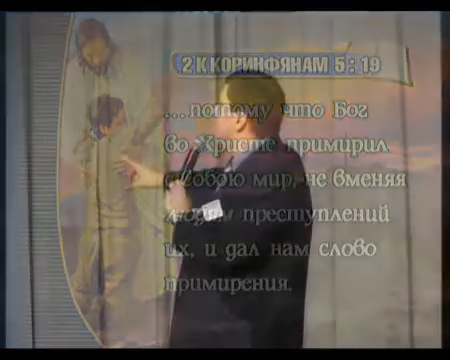 2 К КОРИНФЯНАМ 5 : 19
...потому что Бог
во Христе примирил
с Собою мир, не вменяя
людям преступлений
их, и дал нам слово
примирения.